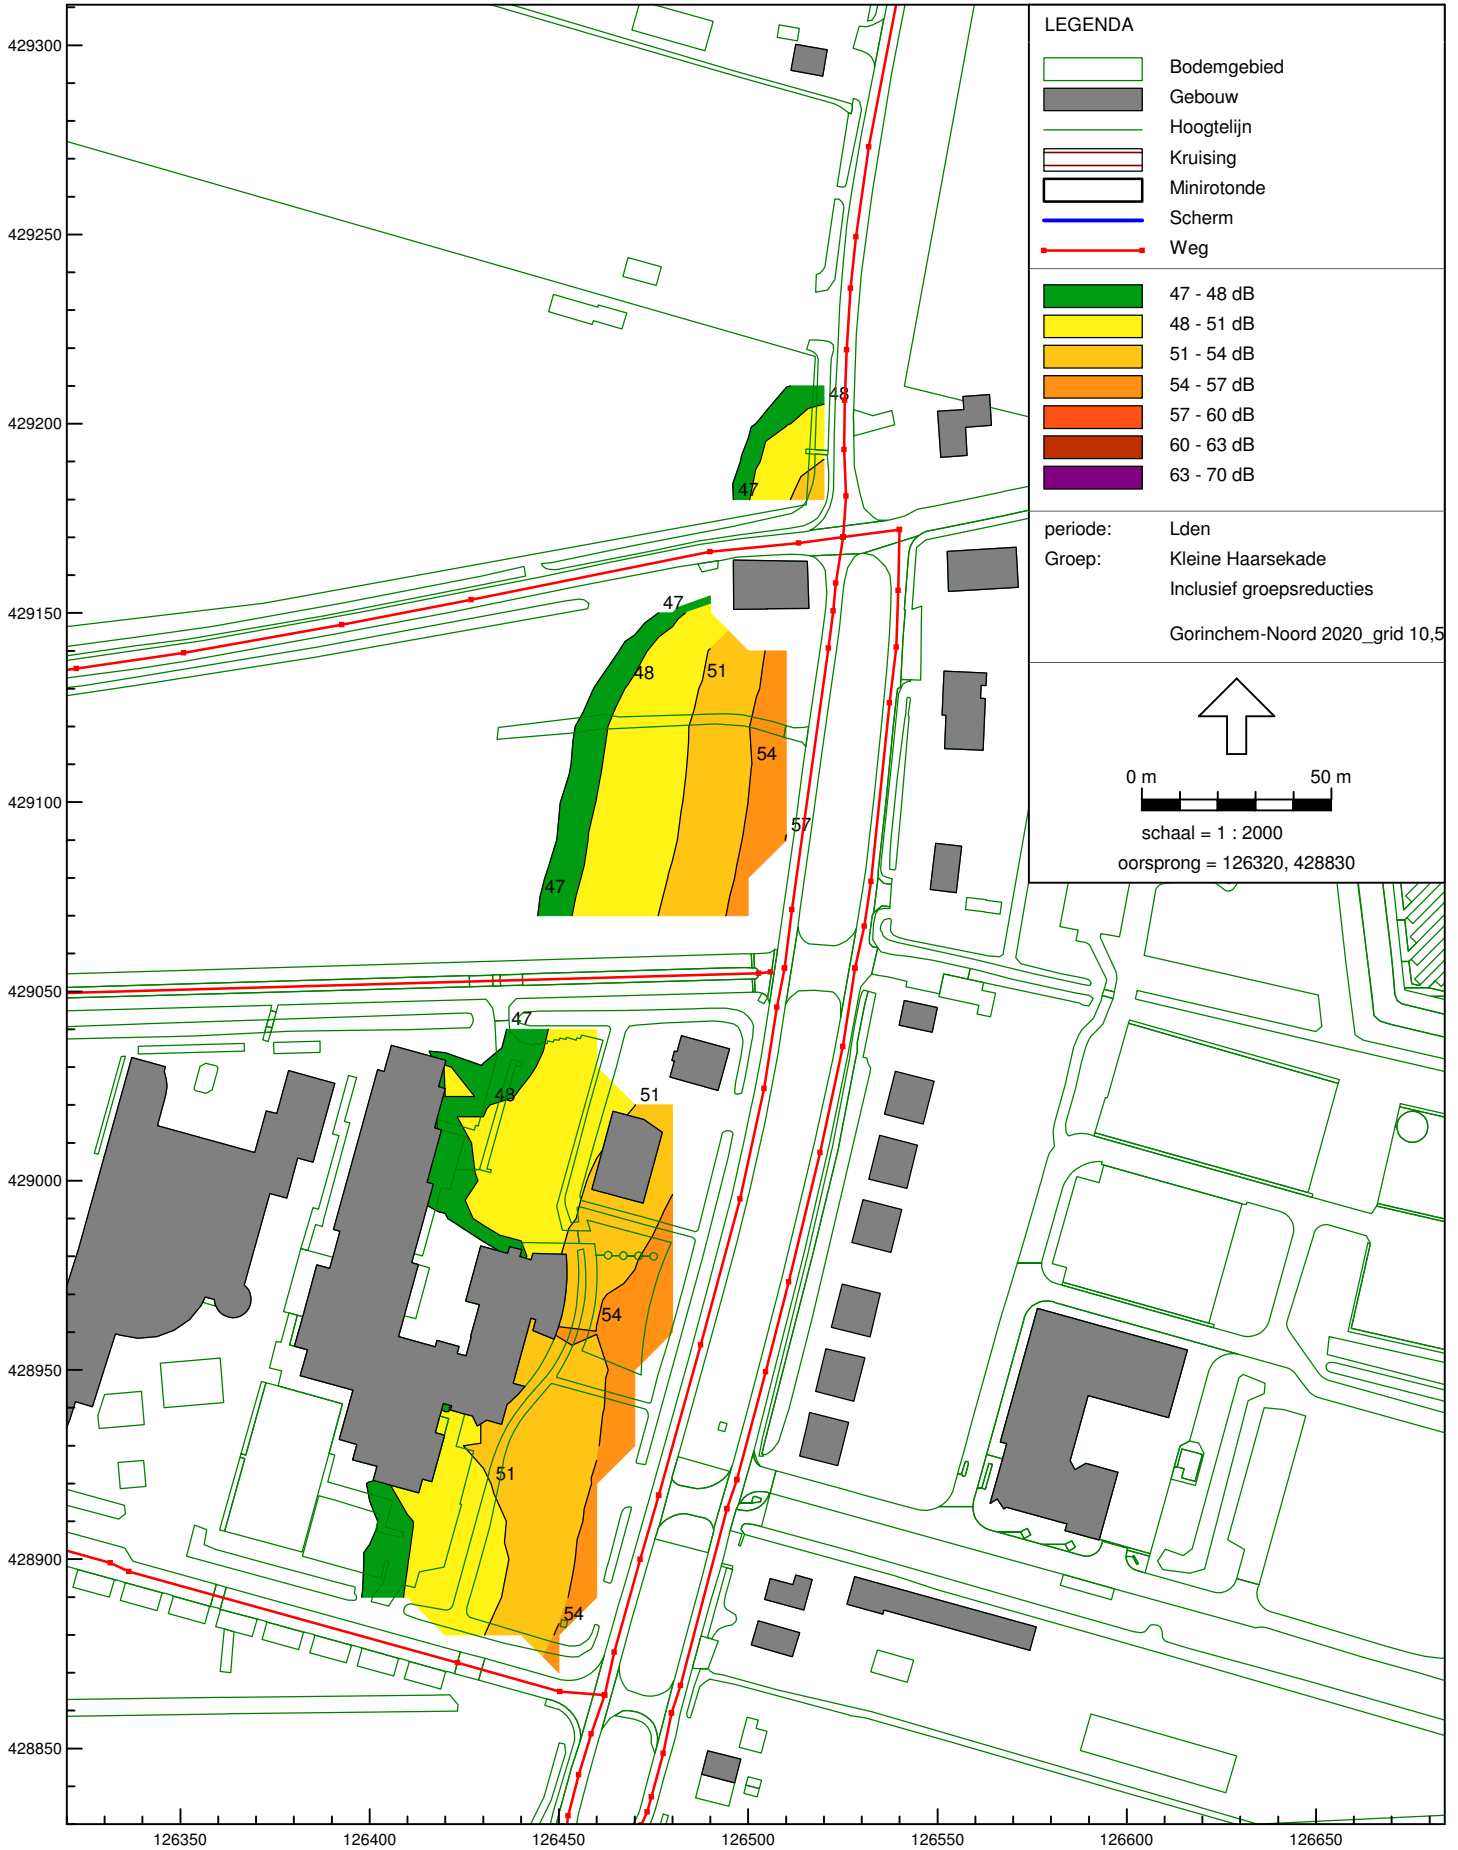 LEGENDA
Bodemgebied
Gebouw
Hoogtelijn
Kruising
Minirotonde
Scherm
Weg
47 - 48 dB
48 - 51 dB
51 - 54 dB
54 - 57 dB
57 - 60 dB
60 - 63 dB
63 - 70 dB
periode: Lden
Groep: Kleine Haarsekade
Inclusief groepsreducties
Gorinchem-Noord 2020_grid 10,5
0 m 50 m
schaal = 1 : 2000
oorsprong = 126320, 428830
429300
429250
429200
429150
429100
429050
429000
428950
428900
428850
48
47
47
48
51
54
57
47
47
48
51
54
51
54
126350 126400 126450 126500 126550 126600 126650